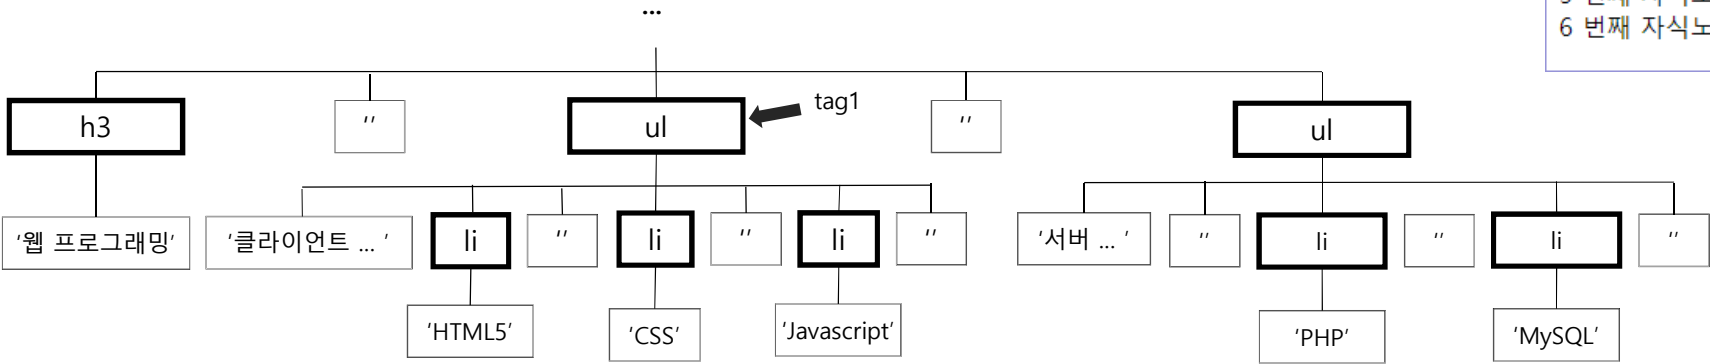 ...
6 번째 자식노
tag1
h3
''
ul
''
ul
'웹 프로그래밍'
'클라이언트 ... '
li
''
li
''
li
''
'서버 ... '
''
li
''
li
''
'HTML5'
'CSS'
'Javascript'
'PHP'
'MySQL'